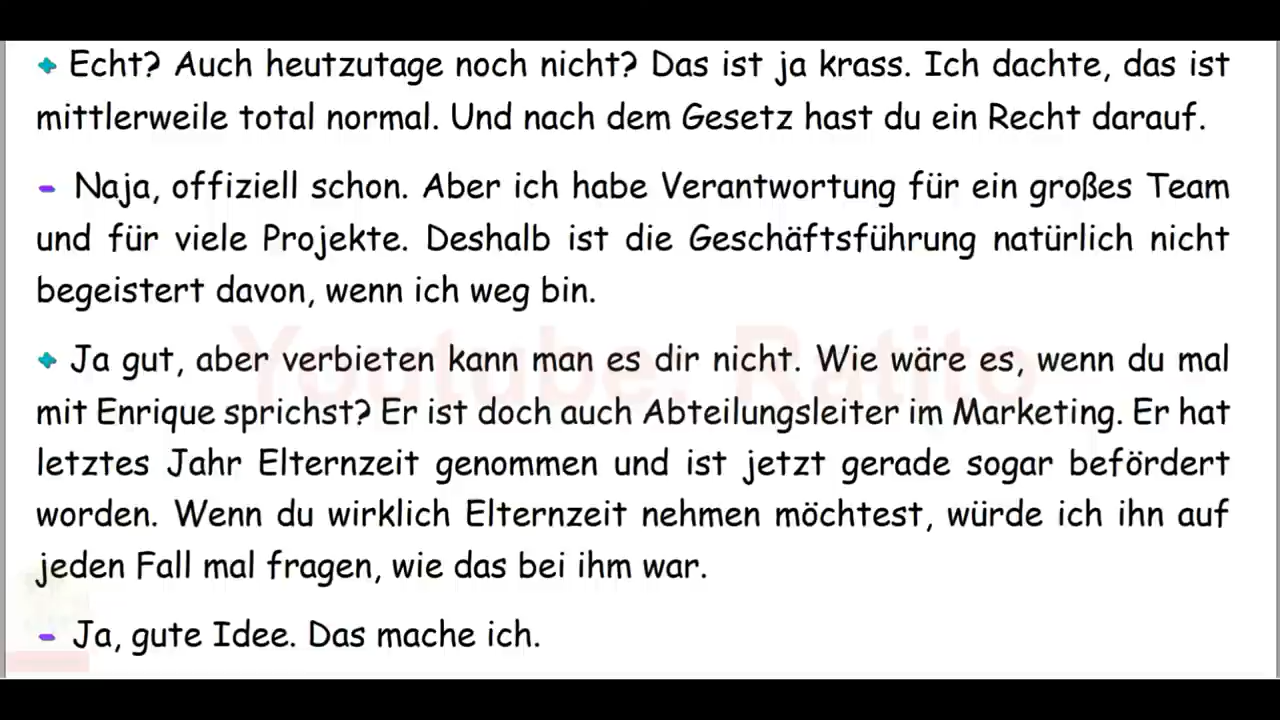 + Echt? Auch heutzutage noch nicht? Das ist ja krass. Ich dachte, das ist
mittlerweile total normal. Und nach dem Gesetz hast du ein Recht darauf.
- Naja, offiziell schon. Aber ich habe Verantwortung für ein großes Team
und für viele Projekte. Deshalb ist die Geschäftsführung natürlich nicht
begeistert davon, wenn ich weg bin.
Youtube: Ratito
+ Ja gut, aber verbieten kann man es dir nicht. Wie wäre es, wenn du mal
mit Enrique sprichst? Er ist doch auch Abteilungsleiter im Marketing. Er hat
letztes Jahr Elternzeit genommen und ist jetzt gerade sogar befördert
worden. Wenn du wirklich Elternzeit nehmen möchtest, würde ich ihn auf
jeden Fall mal fragen, wie das bei ihm war.
- Ja, gute Idee. Das mache ich.